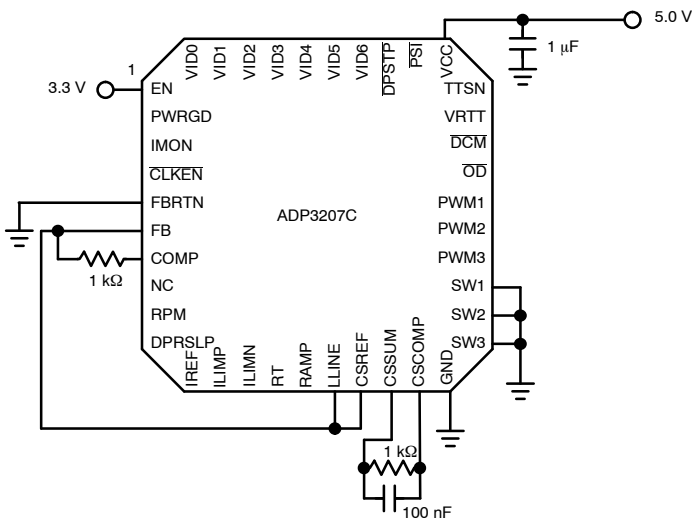 5.0 V
1 μF
3.3 V
1
VID0
VID1
VID2
VID3
VID4
VID5
VID6
DPSTP
PSI
VCC
EN
PWRGD
IMON
CLKEN
FBRTN
FB
COMP
NC
RPM
DPRSLP
1 kΩ
ADP3207C
TTSN
VRTT
DCM
OD
PWM1
PWM2
PWM3
SW1
SW2
SW3
IREF
ILIMP
ILIMN
RT
RAMP
LLINE
CSREF
CSSUM
CSCOMP
GND
1 kΩ
100 nF